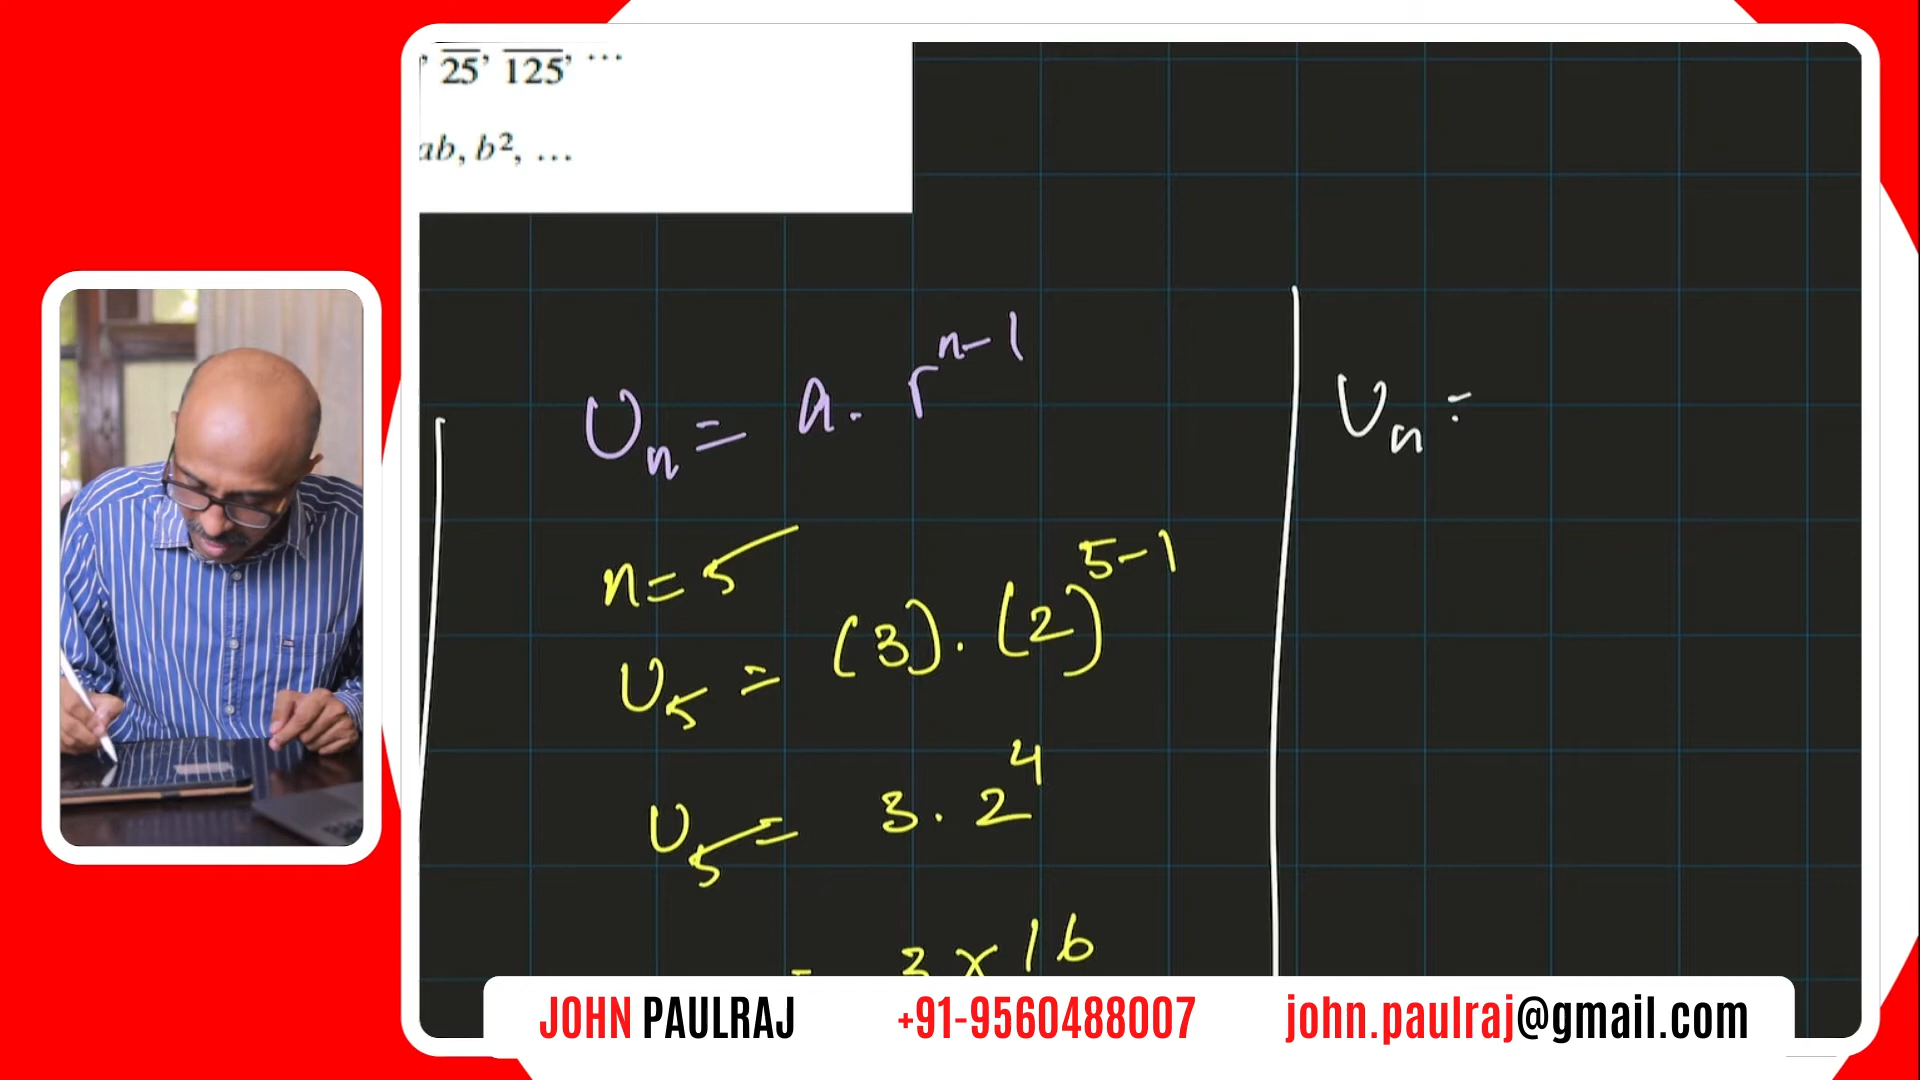 , 25, 125, ...
ab, b², ...
Uₙ = a. rⁿ⁻¹
n = 5
U₅ = (3). (2)⁵⁻¹
U₅ = 3. 2⁴
= 3 x 16
Uₙ =
JOHN PAULRAJ +91-9560488007 john.paulraj@gmail.com